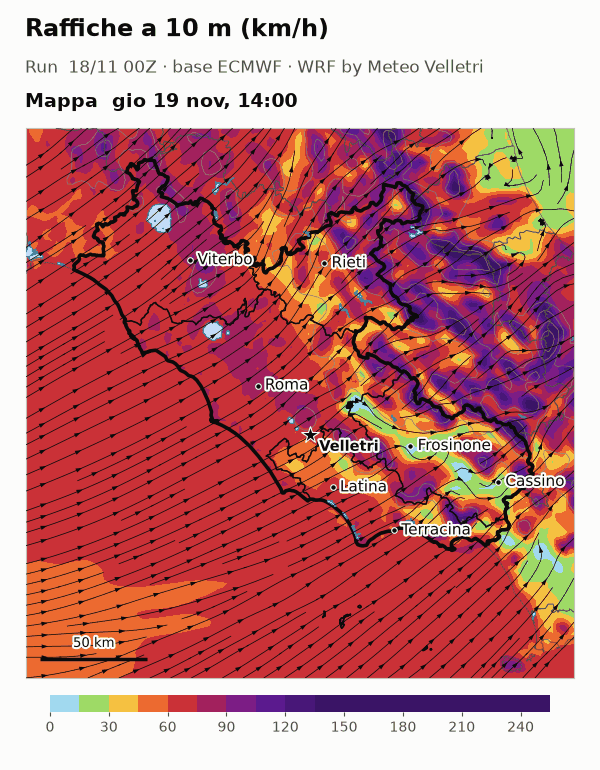 Raffiche a 10 m (km/h)
Run  18/11 00Z · base ECMWF · WRF by Meteo Velletri
Mappa  gio 19 nov, 14:00
Viterbo
Rieti
Roma
Velletri
Frosinone
Cassino
Latina
Terracina
50 km
0 30 60 90 120 150 180 210 240